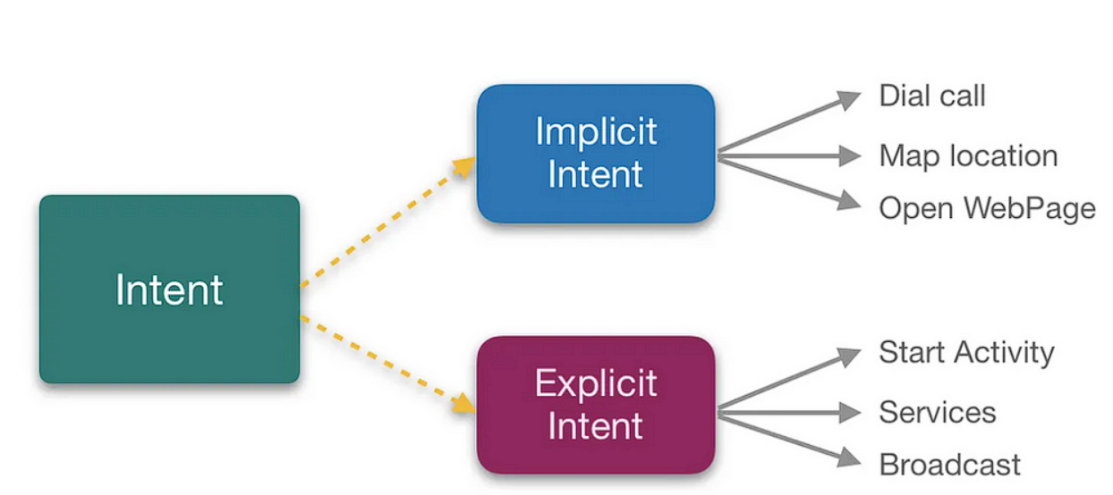 Intent
Implicit
Intent
Dial call
Map location
Open WebPage
Explicit
Intent
Start Activity
Services
Broadcast